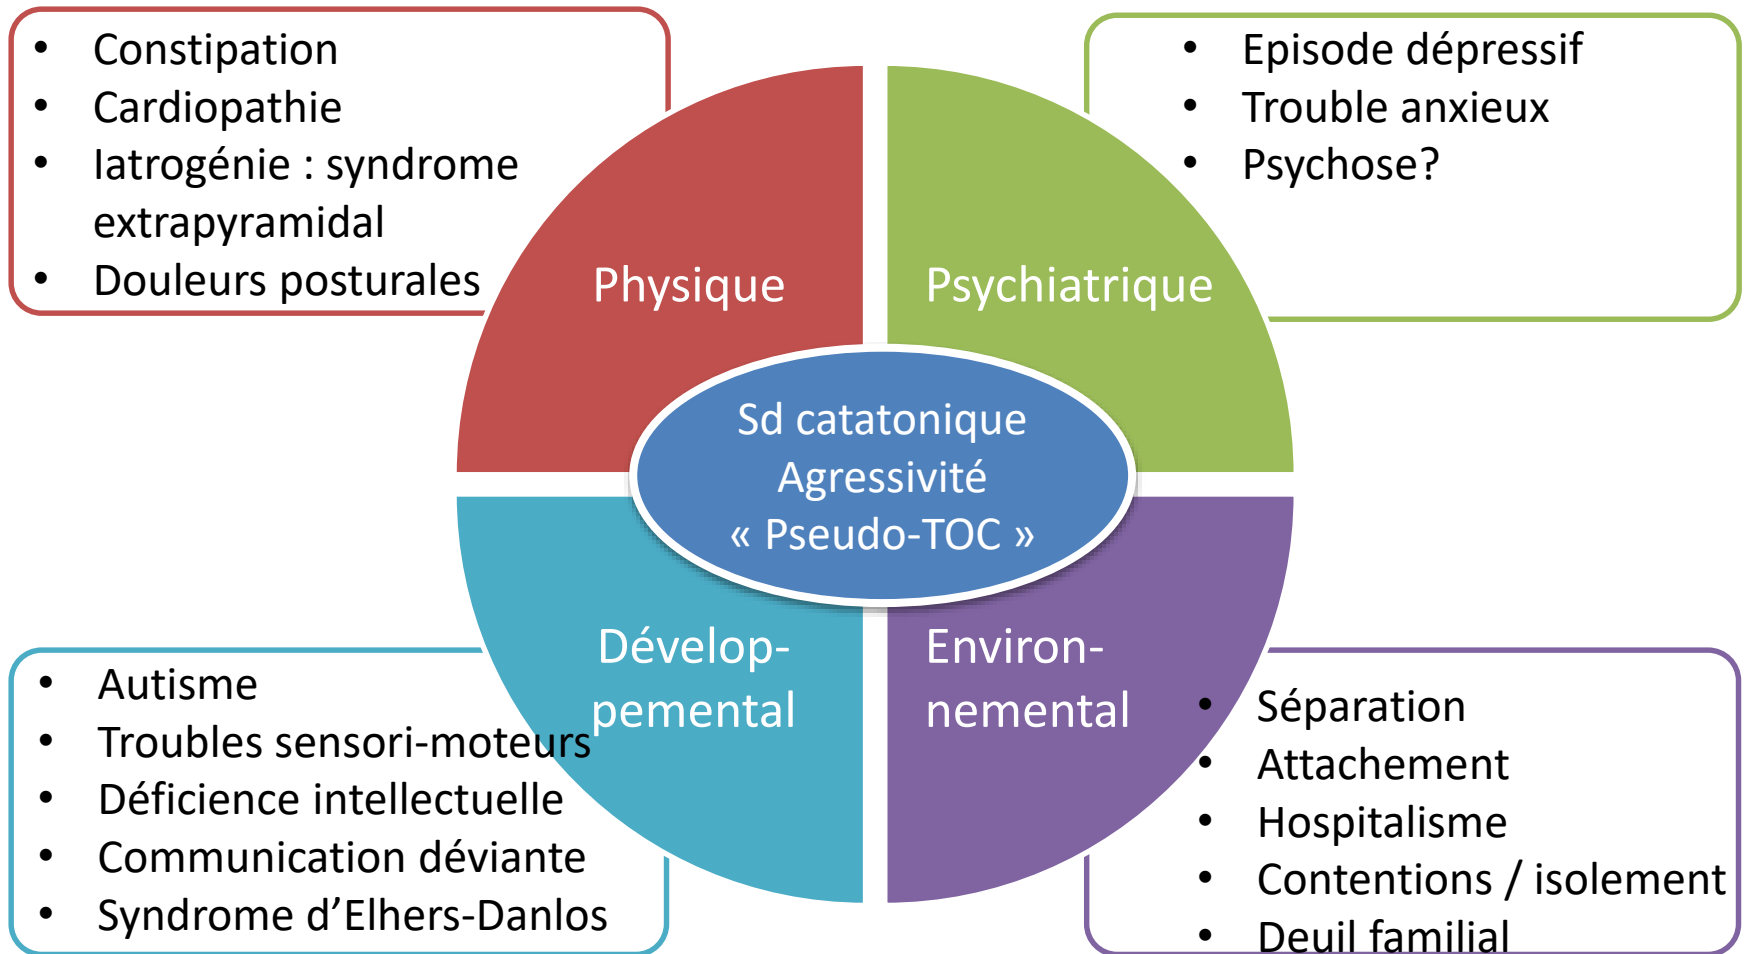 • Constipation
• Cardiopathie
• Iatrogénie : syndrome
extrapyramidal
• Douleurs posturales
• Episode dépressif
• Trouble anxieux
• Psychose?
Physique
Psychiatrique
Sd catatonique
Agressivité
« Pseudo-TOC »
Dévelop-
pemental
Environ-
nemental
• Autisme
• Troubles sensori-moteurs
• Déficience intellectuelle
• Communication déviante
• Syndrome d’Elhers-Danlos
• Séparation
• Attachement
• Hospitalisme
• Contentions / isolement
• Deuil familial